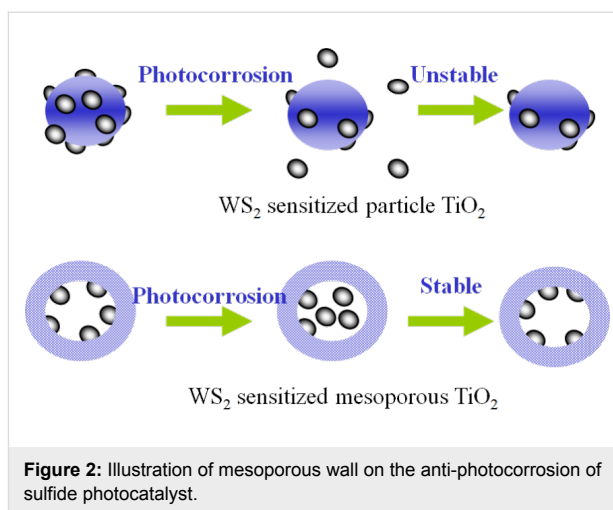 Photocorrosion Unstable
WS₂ sensitized particle TiO₂
Photocorrosion Stable
WS₂ sensitized mesoporous TiO₂
Figure 2: Illustration of mesoporous wall on the anti-photocorrosion of
sulfide photocatalyst.